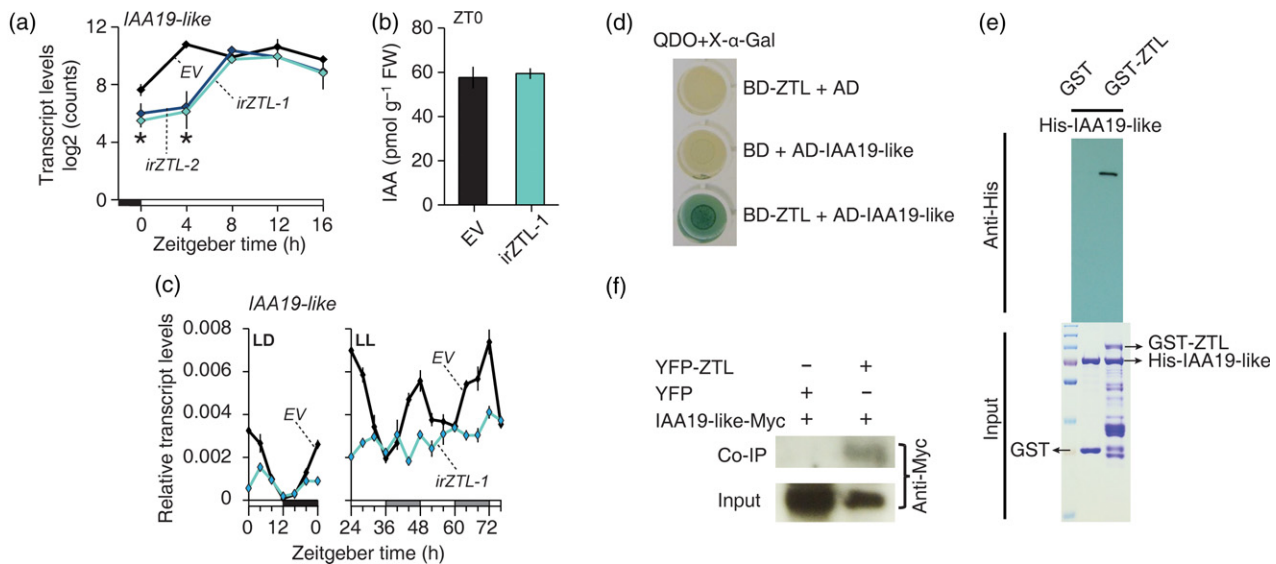 (a)
IAA19-like
Transcript levels
log2 (counts)
12
8
4
0
EV
irZTL-1
irZTL-2
*
*
0 4 8 12 16
Zeitgeber time (h)
(b)
ZT0
IAA (pmol g−1 FW)
80
60
40
20
0
EV
irZTL-1
(c)
IAA19-like
Relative transcript levels
0.008
0.006
0.004
0.002
0
LD
EV
0 6 12 18 0
LL
EV
irZTL-1
24 36 48 60 72
Zeitgeber time (h)
(d)
QDO+X-α-Gal
BD-ZTL + AD
BD + AD-IAA19-like
BD-ZTL + AD-IAA19-like
(e)
GST
GST-ZTL
His-IAA19-like
Anti-His
Input
GST-ZTL
His-IAA19-like
GST
(f)
YFP-ZTL − +
YFP + −
IAA19-like-Myc + +
Co-IP
Input
Anti-Myc